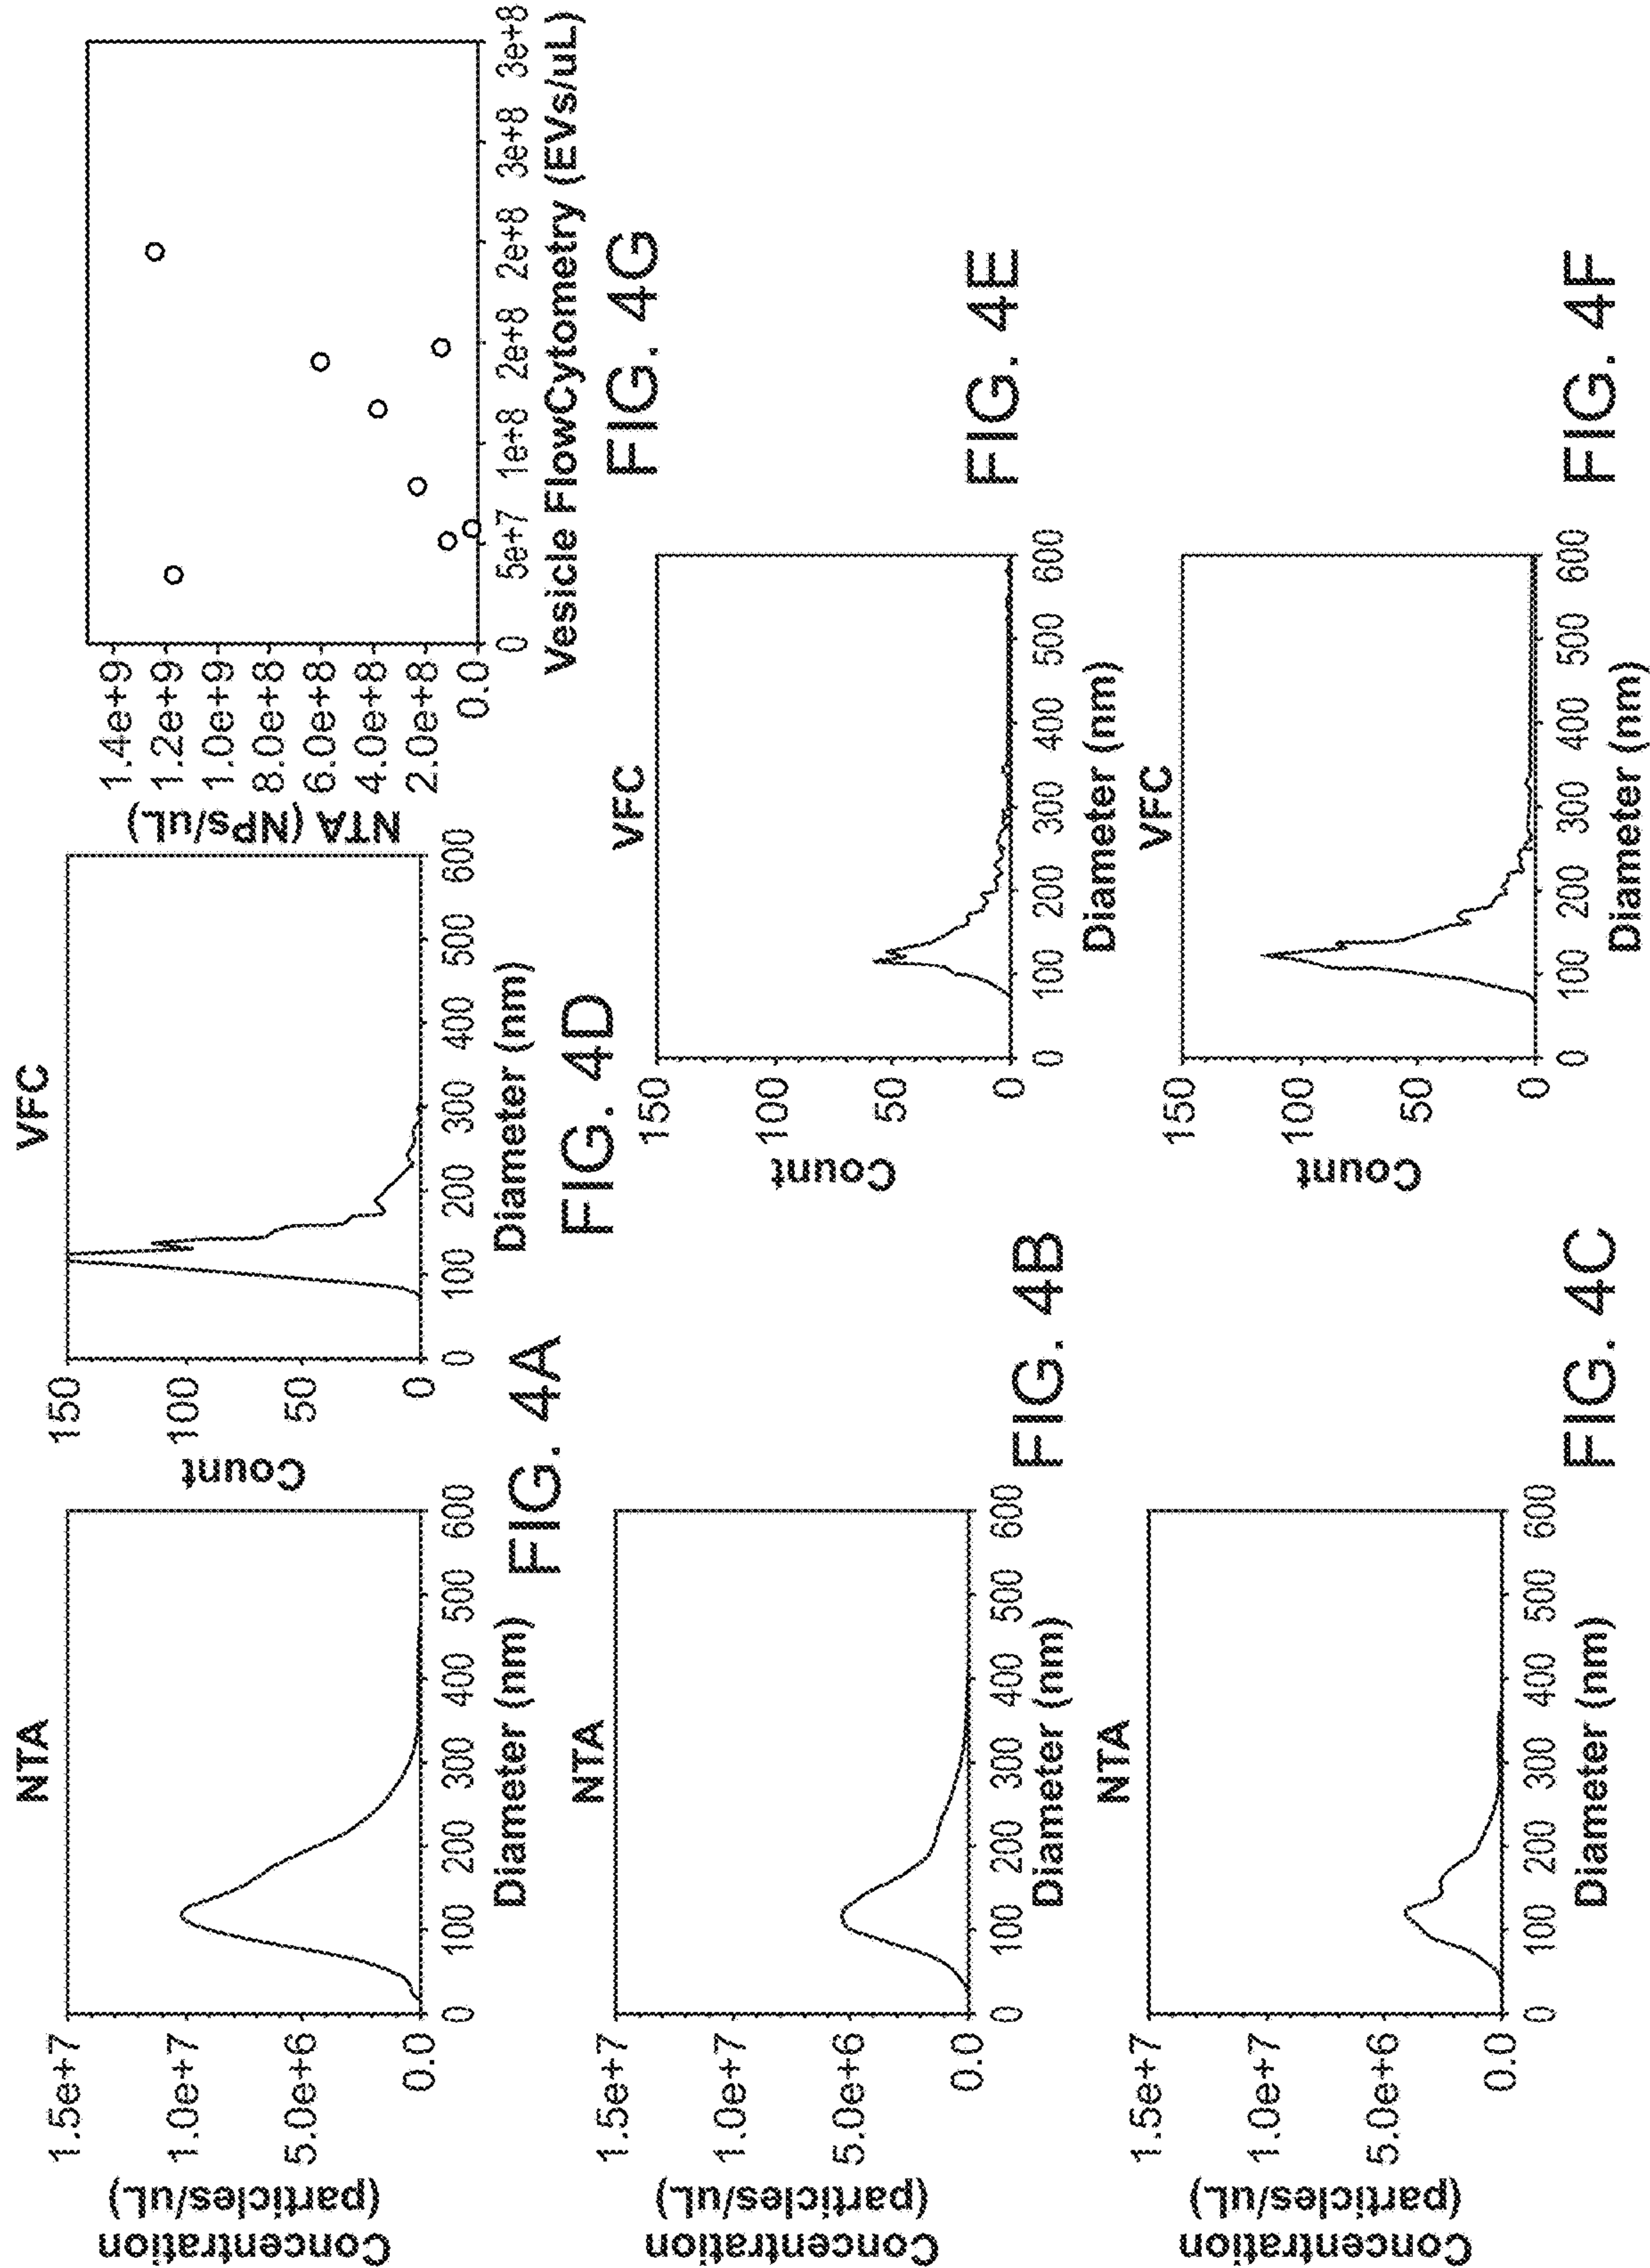 NTA
1.5e+7
1.0e+7
5.0e+6
0.0
Concentration
(particles/uL)
0 100 200 300 400 500 600
Diameter (nm)
FIG. 4A
VFC
150
100
50
0
Count
0 100 200 300 400 500 600
Diameter (nm)
FIG. 4D
1.4e+9
1.2e+9
1.0e+9
8.0e+8
6.0e+8
4.0e+8
2.0e+8
0.0
NTA (NPs/uL)
0 5e+7 1e+8 2e+8 2e+8 3e+8 3e+8
Vesicle FlowCytometry (EVs/uL)
FIG. 4G
NTA
1.5e+7
1.0e+7
5.0e+6
0.0
Concentration
(particles/uL)
0 100 200 300 400 500 600
Diameter (nm)
FIG. 4B
VFC
150
100
50
0
Count
0 100 200 300 400 500 600
Diameter (nm)
FIG. 4E
NTA
1.5e+7
1.0e+7
5.0e+6
0.0
Concentration
(particles/uL)
0 100 200 300 400 500 600
Diameter (nm)
FIG. 4C
VFC
150
100
50
0
Count
0 100 200 300 400 500 600
Diameter (nm)
FIG. 4F